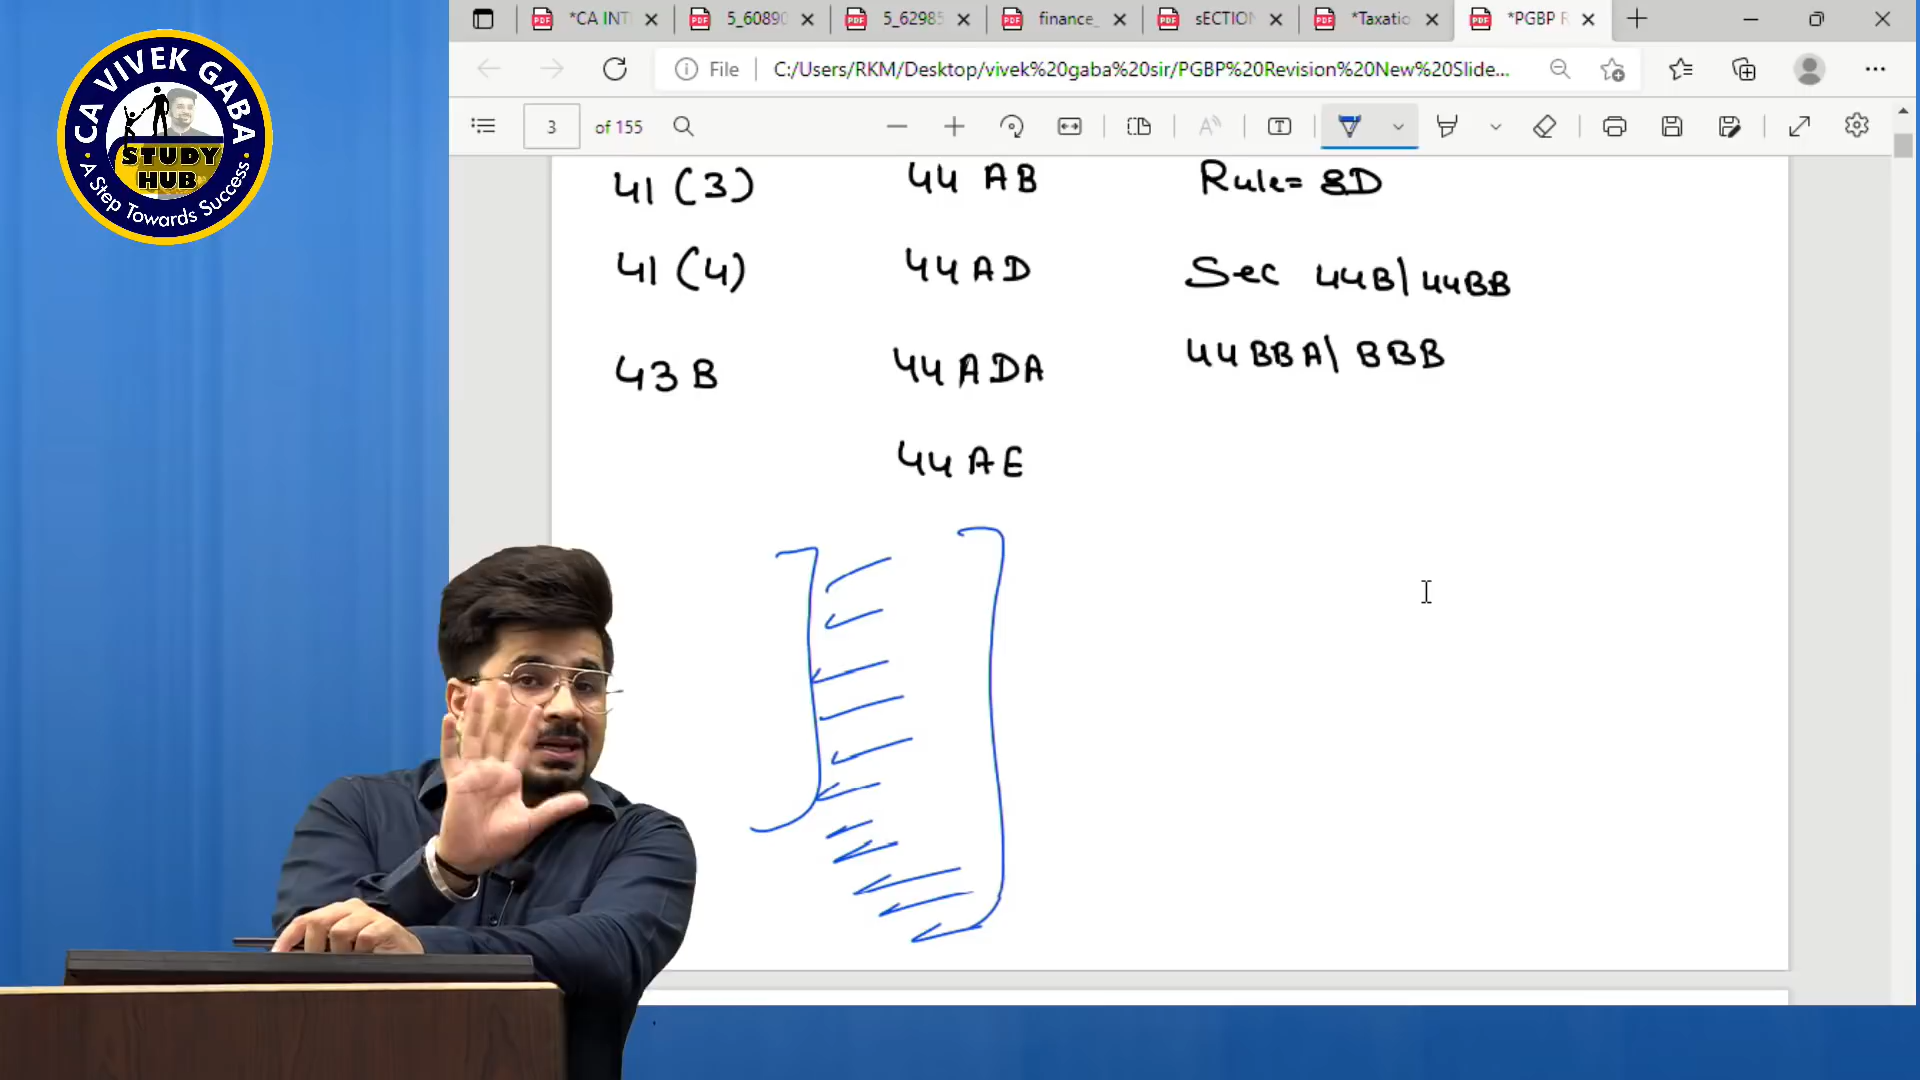 *CA INT
5_60890
5_62985
finance_
sECTION
*Taxatio
*PGBP R
File
C:/Users/RKM/Desktop/vivek%20gaba%20sir/PGBP%20Revision%20New%20Slide...
3 of 155
CA VIVEK GABA
STUDY
HUB
A Step Towards Success
41 (3) 44 AB Rule= 8D
41 (4) 44 AD Sec 44B|44BB
43 B 44 ADA 44BBA| BBB
44 AE